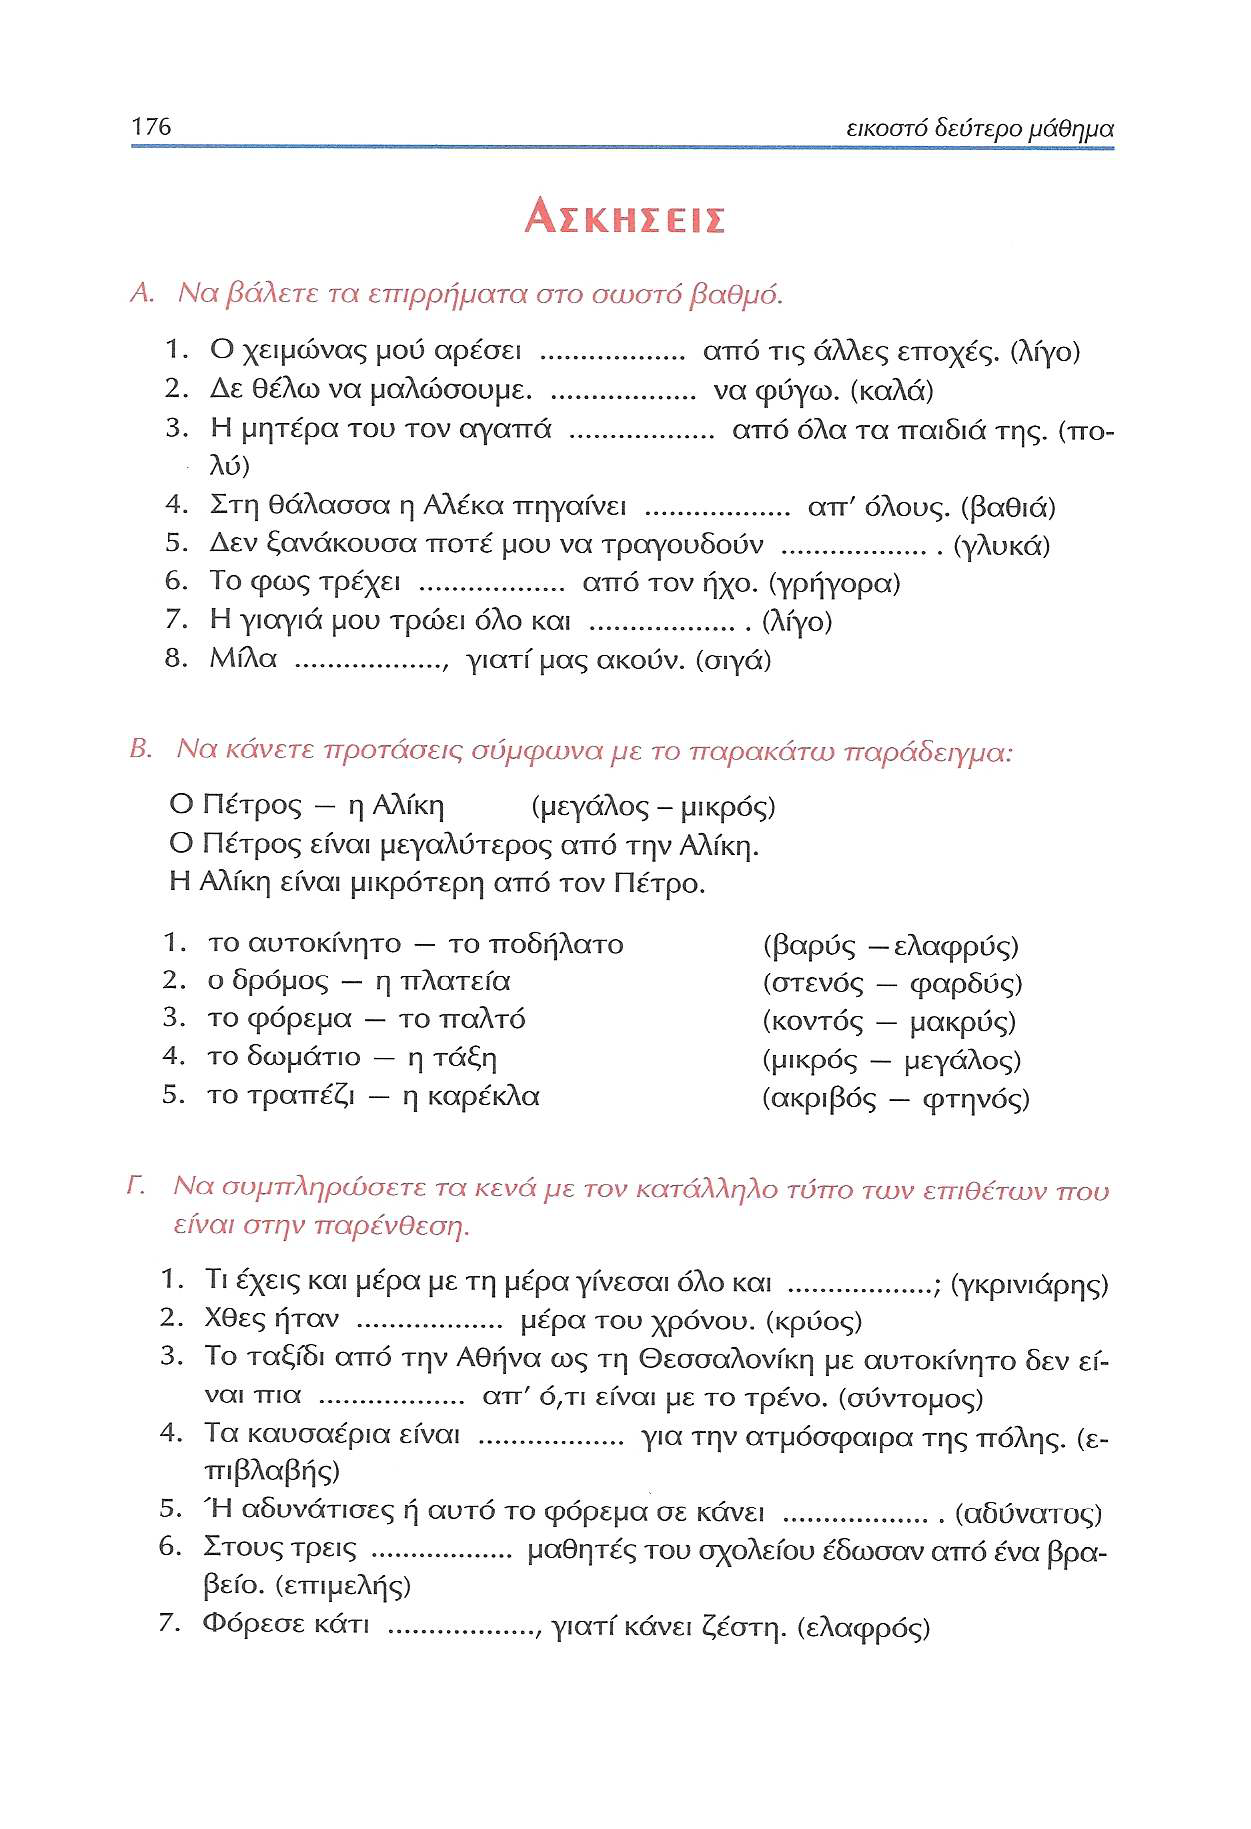 176 εικοστό δεύτερο μάθημα
ΑΣΚΗΣΕΙΣ
Α. Να βάλετε τα επιρρήματα στο σωστό βαθμό.
1. Ο χειμώνας μού αρέσει .................. από τις άλλες εποχές. (λίγο)
2. Δε θέλω να μαλώσουμε. .................. να φύγω. (καλά)
3. Η μητέρα του τον αγαπά .................. από όλα τα παιδιά της. (πο-
λύ)
4. Στη θάλασσα η Αλέκα πηγαίνει .................. απ' όλους. (βαθιά)
5. Δεν ξανάκουσα ποτέ μου να τραγουδούν .................. . (γλυκά)
6. Το φως τρέχει .................. από τον ήχο. (γρήγορα)
7. Η γιαγιά μου τρώει όλο και .................. . (λίγο)
8. Μίλα .................., γιατί μας ακούν. (σιγά)
Β. Να κάνετε προτάσεις σύμφωνα με το παρακάτω παράδειγμα:
Ο Πέτρος — η Αλίκη (μεγάλος – μικρός)
Ο Πέτρος είναι μεγαλύτερος από την Αλίκη.
Η Αλίκη είναι μικρότερη από τον Πέτρο.
1. το αυτοκίνητο — το ποδήλατο (βαρύς —ελαφρύς)
2. ο δρόμος — η πλατεία (στενός — φαρδύς)
3. το φόρεμα — το παλτό (κοντός — μακρύς)
4. το δωμάτιο — η τάξη (μικρός — μεγάλος)
5. το τραπέζι — η καρέκλα (ακριβός — φτηνός)
Γ. Να συμπληρώσετε τα κενά με τον κατάλληλο τύπο των επιθέτων που
είναι στην παρένθεση.
1. Τι έχεις και μέρα με τη μέρα γίνεσαι όλο και ..................; (γκρινιάρης)
2. Χθες ήταν .................. μέρα του χρόνου. (κρύος)
3. Το ταξίδι από την Αθήνα ως τη Θεσσαλονίκη με αυτοκίνητο δεν εί-
ναι πια .................. απ' ό,τι είναι με το τρένο. (σύντομος)
4. Τα καυσαέρια είναι .................. για την ατμόσφαιρα της πόλης. (ε-
πιβλαβής)
5. Ή αδυνάτισες ή αυτό το φόρεμα σε κάνει .................. . (αδύνατος)
6. Στους τρεις .................. μαθητές του σχολείου έδωσαν από ένα βρα-
βείο. (επιμελής)
7. Φόρεσε κάτι .................., γιατί κάνει ζέστη. (ελαφρός)